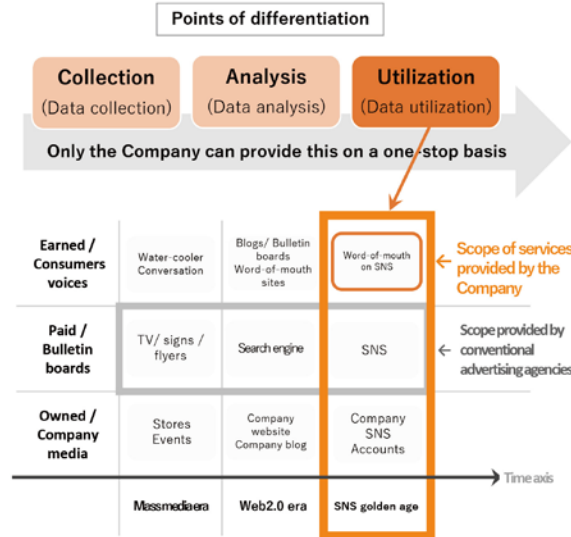 Points of differentiation
Collection
(Data collection)
Analysis
(Data analysis)
Utilization
(Data utilization)
Only the Company can provide this on a one-stop basis
Earned /
Consumers
voices
Water-cooler
Conversation
Blogs/ Bulletin
boards
Word-of-mouth
sites
Word-of-mouth
on SNS
Scope of services
provided by the
Company
Paid /
Bulletin
boards
TV/ signs /
flyers
Search engine
SNS
Scope provided by
conventional
advertising agencies
Owned /
Company
media
Stores
Events
Company
website
Company blog
Company
SNS
Accounts
Time axis
Mass media era
Web2.0 era
SNS golden age